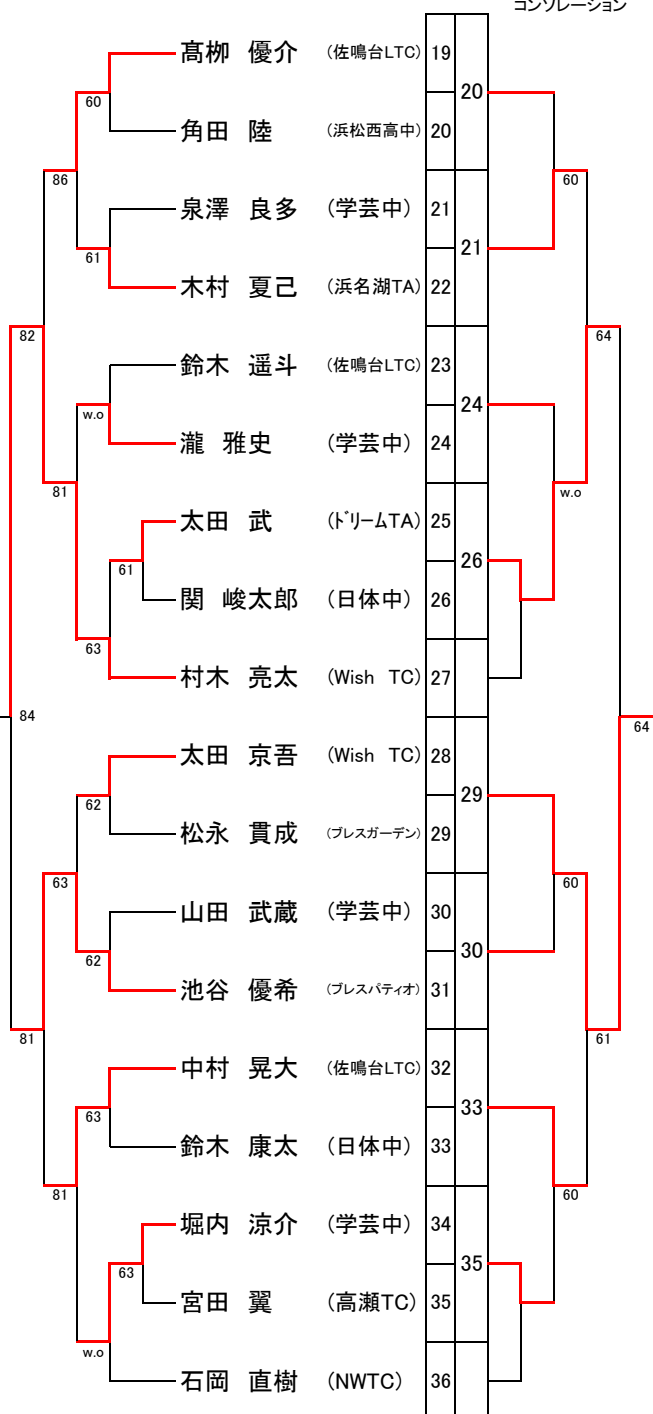 コンソレーション
髙栁 優介 (佐鳴台LTC) 19
60 20
角田 陸 (浜松西高中) 20
86 60
泉澤 良多 (学芸中) 21
61 21
木村 夏己 (浜名湖TA) 22
82 64
鈴木 遥斗 (佐鳴台LTC) 23
w.o 24
瀧 雅史 (学芸中) 24
81 w.o
太田 武 (ドリームTA) 25
61 26
関 峻太郎 (日体中) 26
63
村木 亮太 (Wish TC) 27
84 64
太田 京吾 (Wish TC) 28
62 29
松永 貫成 (ブレスガーデン) 29
63 60
山田 武蔵 (学芸中) 30
62 30
池谷 優希 (ブレスパティオ) 31
81 61
中村 晃大 (佐鳴台LTC) 32
63 33
鈴木 康太 (日体中) 33
81 60
堀内 涼介 (学芸中) 34
63 35
宮田 翼 (高瀬TC) 35
w.o
石岡 直樹 (NWTC) 36